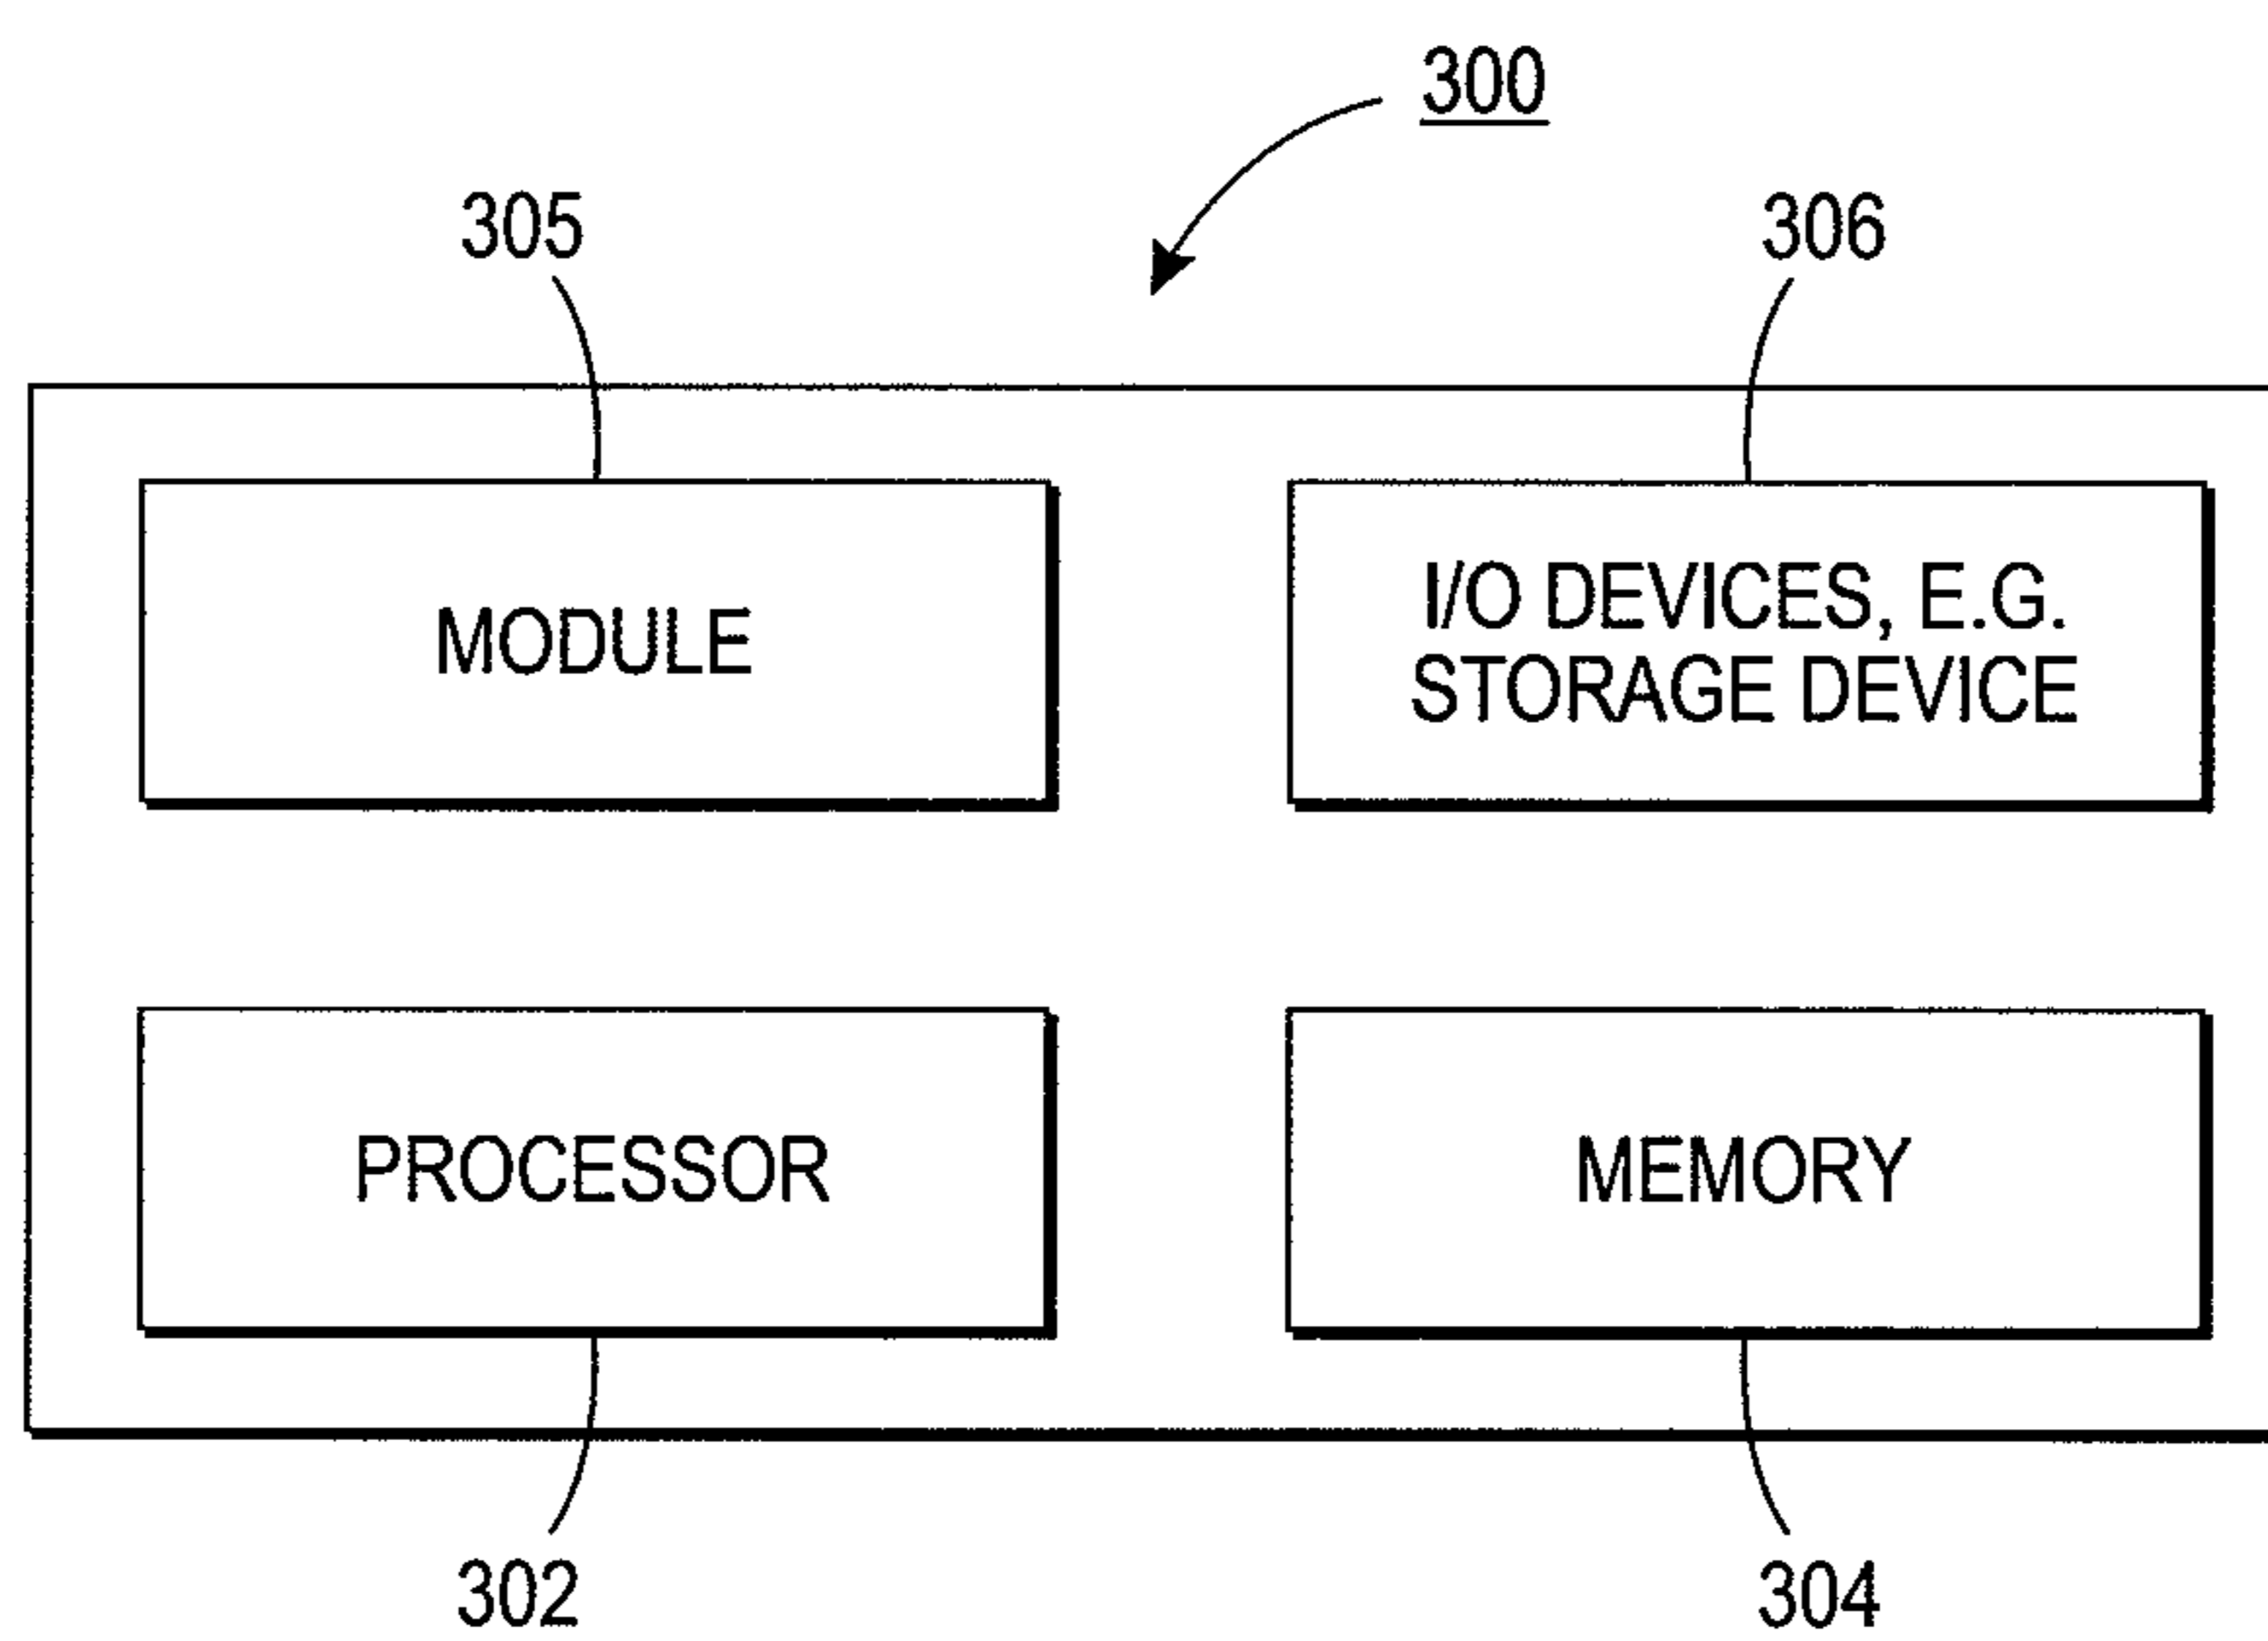 300
305
306
MODULE
I/O DEVICES, E.G.
STORAGE DEVICE
PROCESSOR
MEMORY
302
304